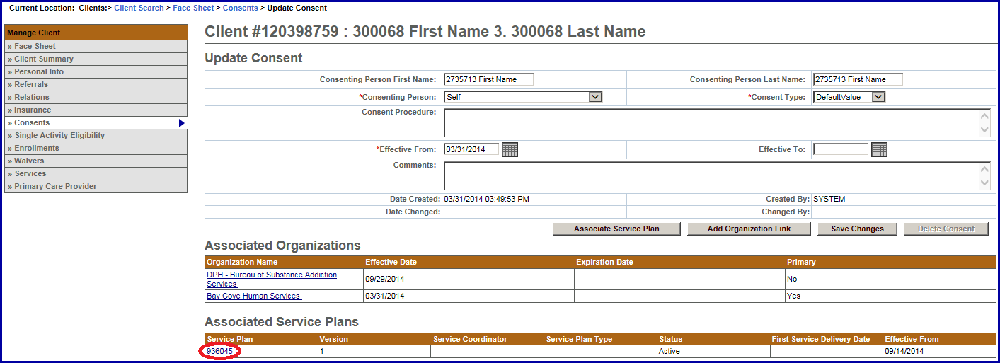 Current Location: Clients:> Client Search > Face Sheet > Consents > Update Consent
Manage Client
» Face Sheet
» Client Summary
» Personal Info
» Referrals
» Relations
» Insurance
» Consents
» Single Activity Eligibility
» Enrollments
» Waivers
» Services
» Primary Care Provider
Client #120398759 : 300068 First Name 3. 300068 Last Name
Update Consent
Consenting Person First Name: 2735713 First Name Consenting Person Last Name: 2735713 First Name
*Consenting Person: Self *Consent Type: DefaultValue
Consent Procedure:
*Effective From: 03/31/2014 Effective To:
Comments:
Date Created: 03/31/2014 03:49:53 PM Created By: SYSTEM
Date Changed: Changed By:
Associate Service Plan Add Organization Link Save Changes Delete Consent
Associated Organizations
Organization Name Effective Date Expiration Date Primary
DPH - Bureau of Substance Addiction
Services 09/29/2014 No
Bay Cove Human Services 03/31/2014 Yes
Associated Service Plans
Service Plan Version Service Coordinator Service Plan Type Status First Service Delivery Date Effective From
936045 1 Active 09/14/2014